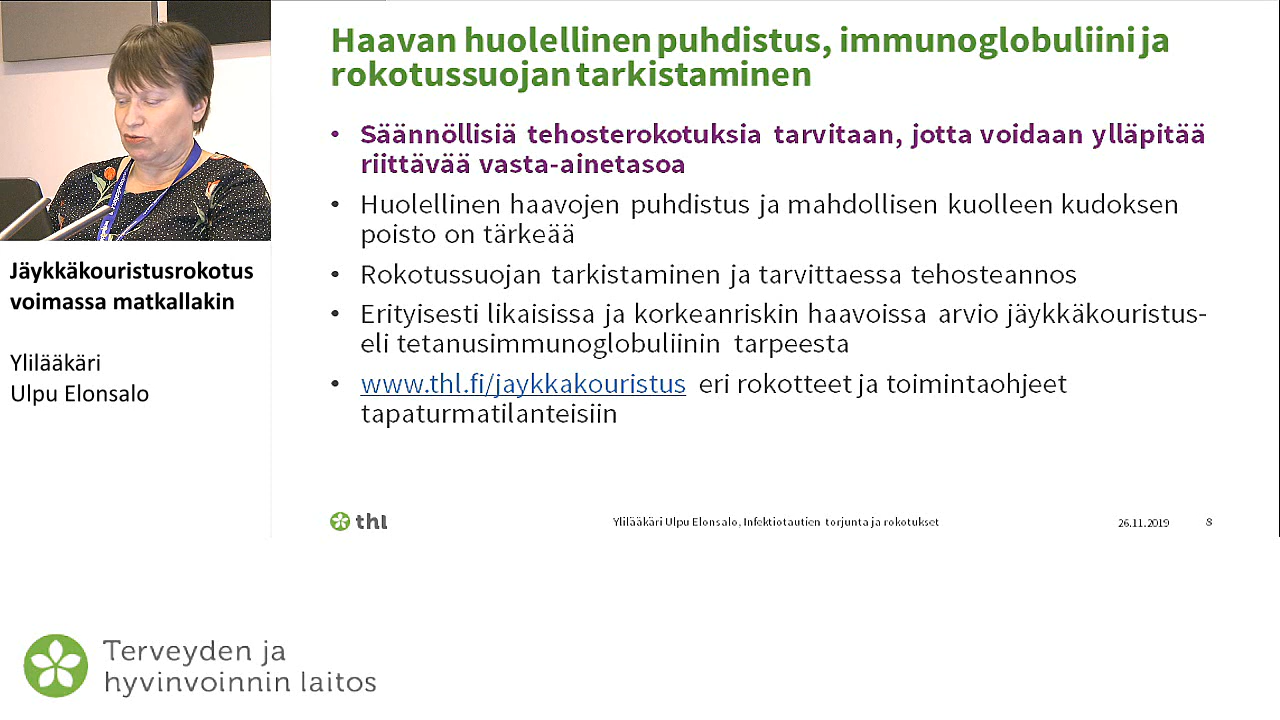 Haavan huolellinen puhdistus, immunoglobuliini ja
rokotussuojan tarkistaminen
• Säännöllisiä tehosterokotuksia tarvitaan, jotta voidaan ylläpitää
riittävää vasta-ainetasoa
• Huolellinen haavojen puhdistus ja mahdollisen kuolleen kudoksen
poisto on tärkeää
• Rokotussuojan tarkistaminen ja tarvittaessa tehosteannos
• Erityisesti likaisissa ja korkeanriskin haavoissa arvio jäykkäkouristus-
eli tetanusimmunoglobuliinin tarpeesta
• www.thl.fi/jaykkakouristus eri rokotteet ja toimintaohjeet
tapaturmatilanteisiin
Jäykkäkouristusrokotus
voimassa matkallakin
Ylilääkäri
Ulpu Elonsalo
thl
Ylilääkäri Ulpu Elonsalo, Infektiotautien torjunta ja rokotukset
26.11.2019
8
Terveyden ja
hyvinvoinnin laitos